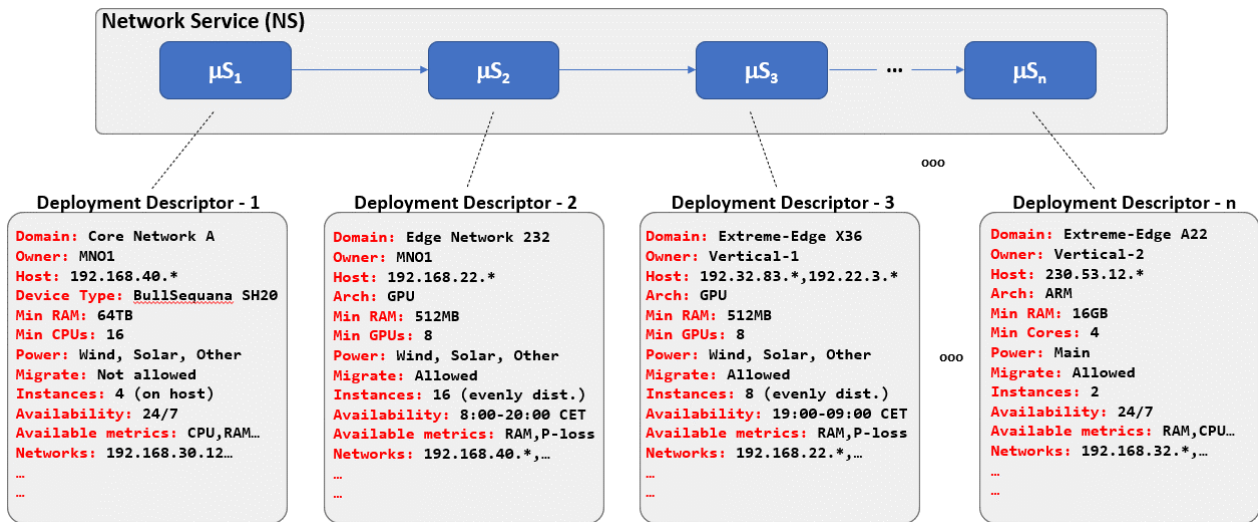 Network Service (NS)
μS1
μS2
μS3
...
μSn
ooo
Deployment Descriptor - 1
Domain: Core Network A
Owner: MNO1
Host: 192.168.40.*
Device Type: BullSequana SH20
Min RAM: 64TB
Min CPUs: 16
Power: Wind, Solar, Other
Migrate: Not allowed
Instances: 4 (on host)
Availability: 24/7
Available metrics: CPU,RAM…
Networks: 192.168.30.12…
…
…
Deployment Descriptor - 2
Domain: Edge Network 232
Owner: MNO1
Host: 192.168.22.*
Arch: GPU
Min RAM: 512MB
Min GPUs: 8
Power: Wind, Solar, Other
Migrate: Allowed
Instances: 16 (evenly dist.)
Availability: 8:00-20:00 CET
Available metrics: RAM,P-loss
Networks: 192.168.40.*,…
…
…
Deployment Descriptor - 3
Domain: Extreme-Edge X36
Owner: Vertical-1
Host: 192.32.83.*,192.22.3.*
Arch: GPU
Min RAM: 512MB
Min GPUs: 8
Power: Wind, Solar, Other
Migrate: Allowed
Instances: 8 (evenly dist.)
Availability: 19:00-09:00 CET
Available metrics: RAM,P-loss
Networks: 192.168.22.*,…
…
…
ooo
Deployment Descriptor - n
Domain: Extreme-Edge A22
Owner: Vertical-2
Host: 230.53.12.*
Arch: ARM
Min RAM: 16GB
Min Cores: 4
Power: Main
Migrate: Allowed
Instances: 2
Availability: 24/7
Available metrics: RAM,CPU…
Networks: 192.168.32.*,…
…
…